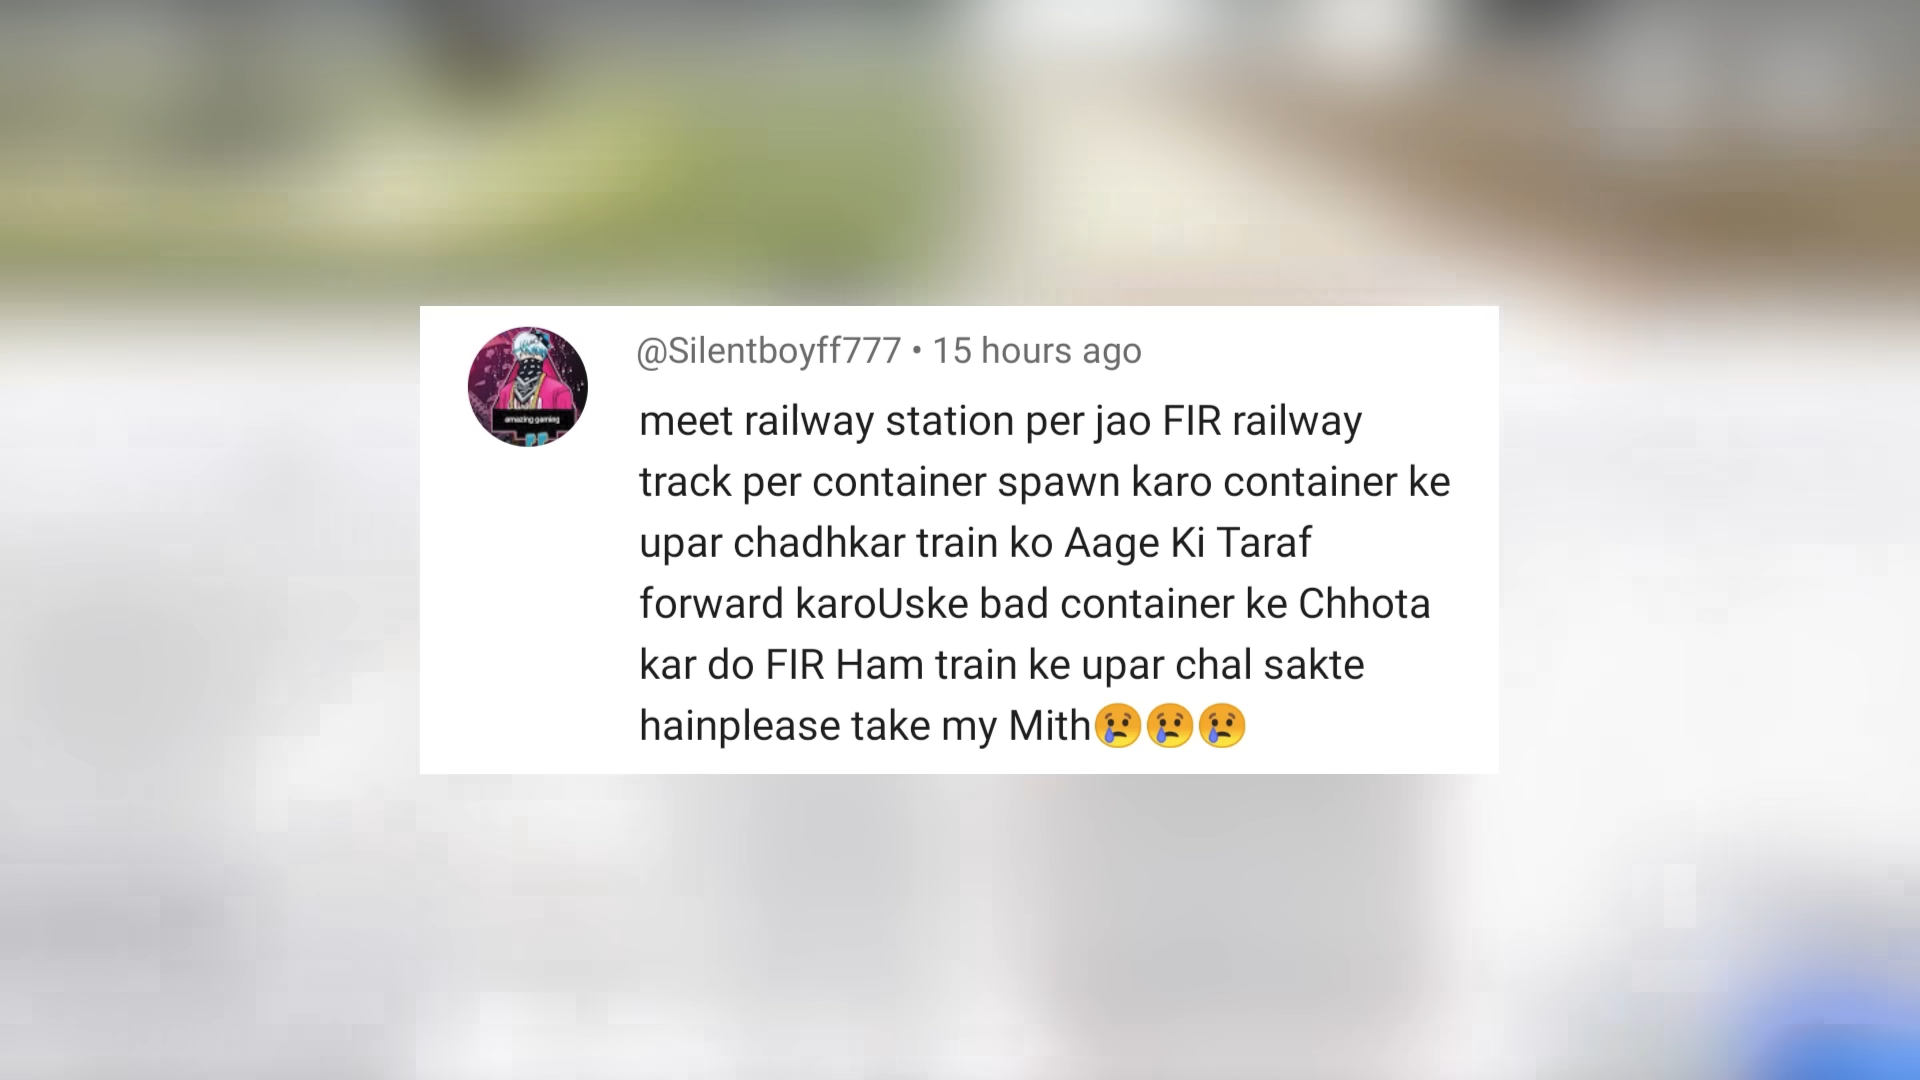 @Silentboyff777 • 15 hours ago
meet railway station per jao FIR railway
track per container spawn karo container ke
upar chadhkar train ko Aage Ki Taraf
forward karoUske bad container ke Chhota
kar do FIR Ham train ke upar chal sakte
hainplease take my Mith😢😢😢
amazing gaming